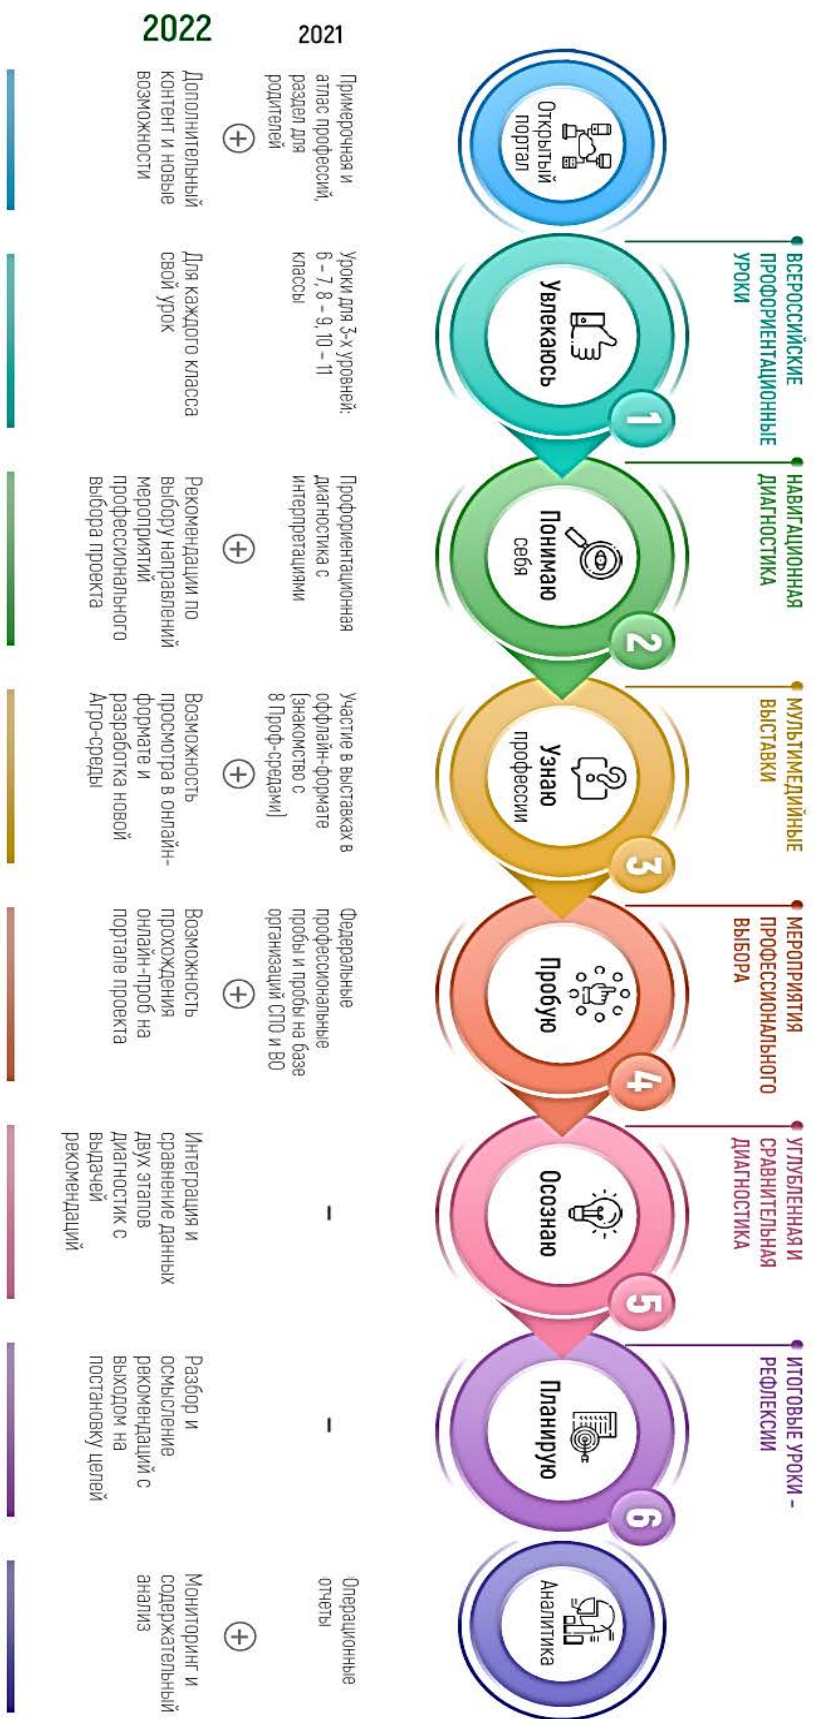 ВСЕРОССИЙСКИЕ
ПРОФОРИЕНТАЦИОННЫЕ
УРОКИ
НАВИГАЦИОННАЯ
ДИАГНОСТИКА
МУЛЬТИМЕДИЙНЫЕ
ВЫСТАВКИ
МЕРОПРИЯТИЯ
ПРОФЕССИОНАЛЬНОГО
ВЫБОРА
УГЛУБЛЕННАЯ И
СРАВНИТЕЛЬНАЯ
ДИАГНОСТИКА
ИТОГОВЫЕ УРОКИ –
РЕФЛЕКСИИ
Открытый
портал
1
Увлекаюсь
2
Понимаю
себя
3
Узнаю
профессии
4
Пробую
5
Осознаю
6
Планирую
Аналитика
2021
Примерочная и
атлас профессий,
раздел для
родителей
Уроки для 3-х уровней:
6 – 7, 8 – 9, 10 – 11
классы
Профориентационная
диагностика с
интерпретациями
Участие в выставках в
оффлайн-формате
(знакомство с
8 Проф-средами)
Федеральные
профессиональные
пробы и пробы на базе
организаций СПО и ВО
–
–
Операционные
отчеты
+
+
+
+
+
2022
Дополнительный
контент и новые
возможности
Для каждого класса
свой урок
Рекомендации по
выбору направлений
мероприятий
профессионального
выбора проекта
Возможность
просмотра в онлайн-
формате и
разработка новой
Агро-среды
Возможность
прохождения
онлайн-проб на
портале проекта
Интеграция и
сравнение данных
двух этапов
диагностик с
выдачей
рекомендаций
Разбор и
осмысление
рекомендаций с
выходом на
постановку целей
Мониторинг и
содержательный
анализ